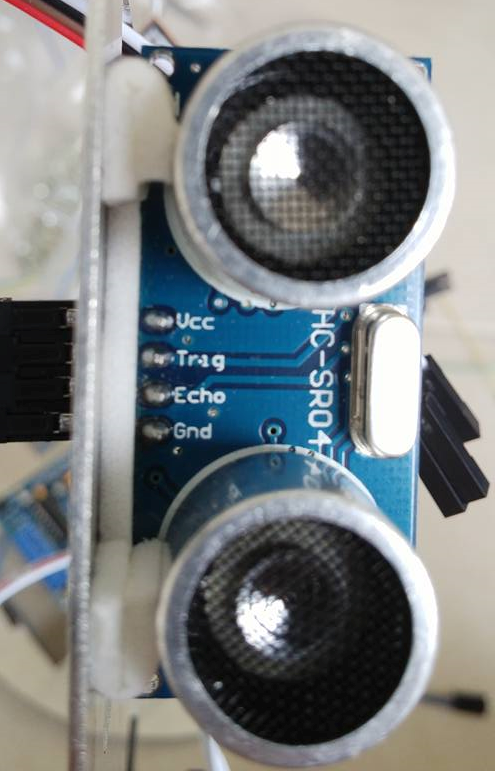 Vcc
Trig
Echo
Gnd
HC-SR04